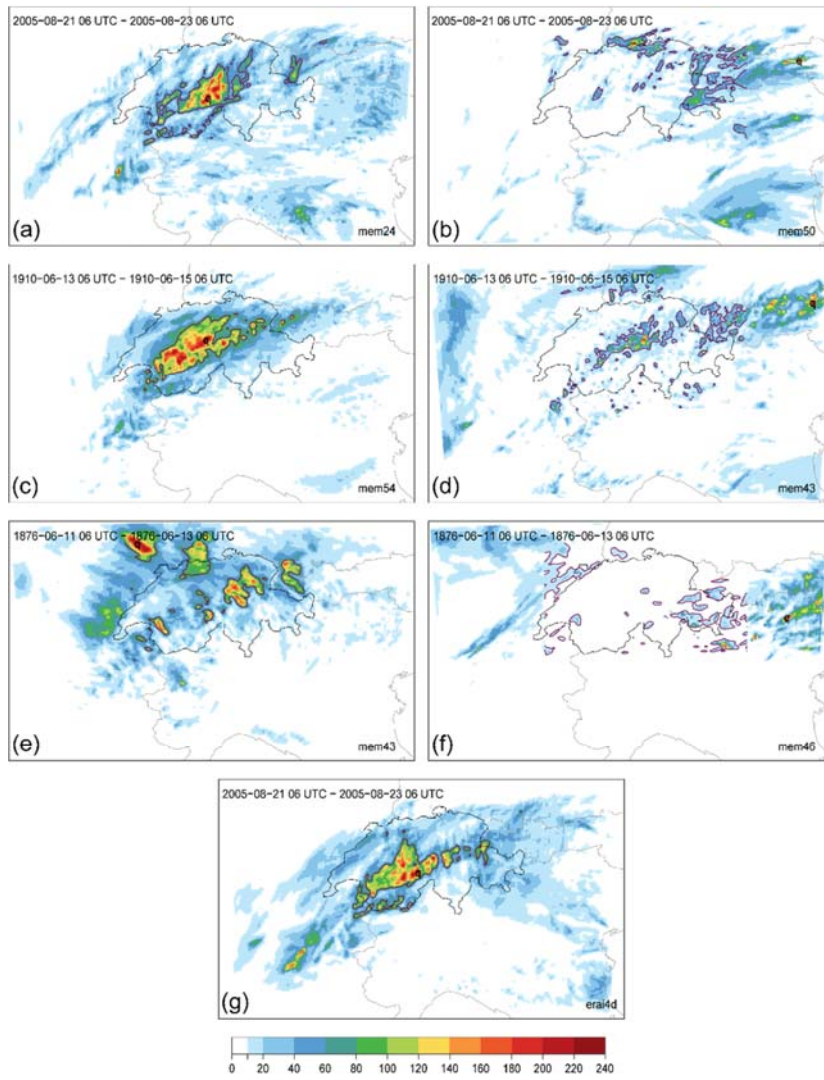 2005-08-21 06 UTC - 2005-08-23 06 UTC
(a)
mem24
2005-08-21 06 UTC - 2005-08-23 06 UTC
(b)
mem50
1910-06-13 06 UTC - 1910-06-15 06 UTC
(c)
mem54
1910-06-13 06 UTC - 1910-06-15 06 UTC
(d)
mem43
1876-06-11 06 UTC - 1876-06-13 06 UTC
(e)
mem43
1876-06-11 06 UTC - 1876-06-13 06 UTC
(f)
mem46
2005-08-21 06 UTC - 2005-08-23 06 UTC
(g)
erai4d
0 20 40 60 80 100 120 140 160 180 200 220 240